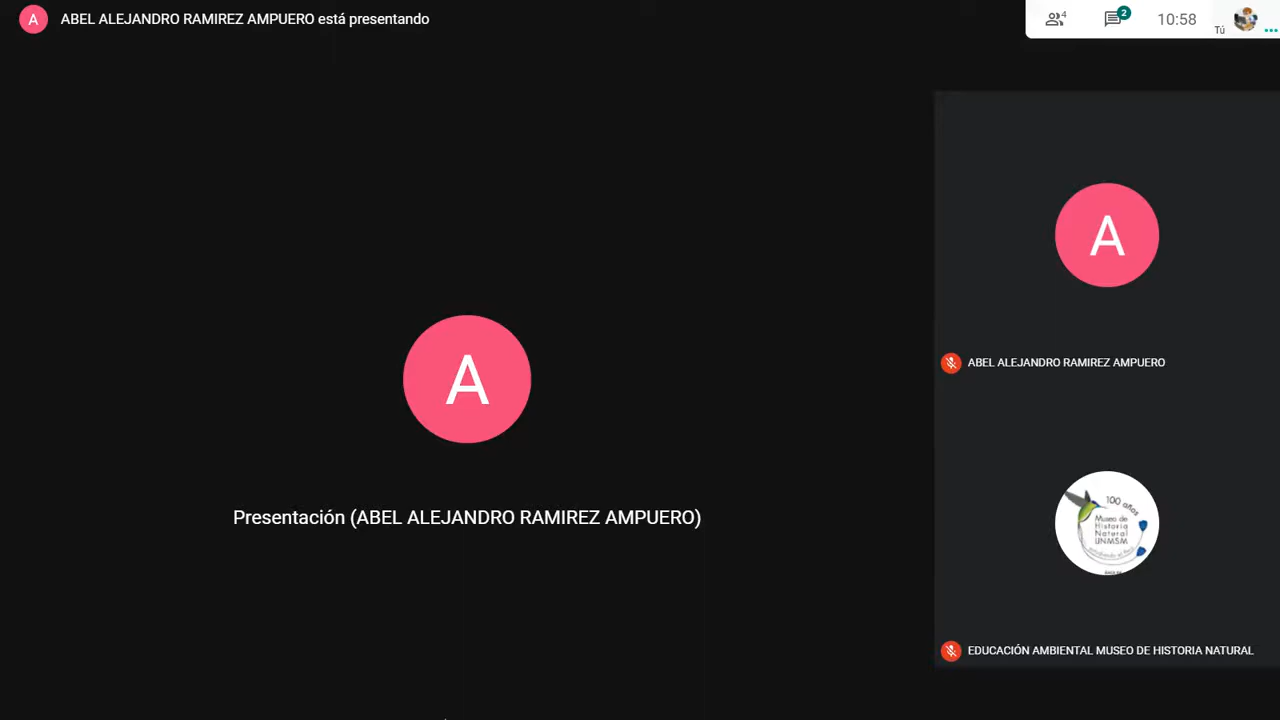 A
ABEL ALEJANDRO RAMIREZ AMPUERO está presentando
4
2
10:58
Tú
A
ABEL ALEJANDRO RAMIREZ AMPUERO
A
Presentación (ABEL ALEJANDRO RAMIREZ AMPUERO)
100 años
Museo de
Historia
Natural
UNMSM
EDUCACIÓN AMBIENTAL MUSEO DE HISTORIA NATURAL